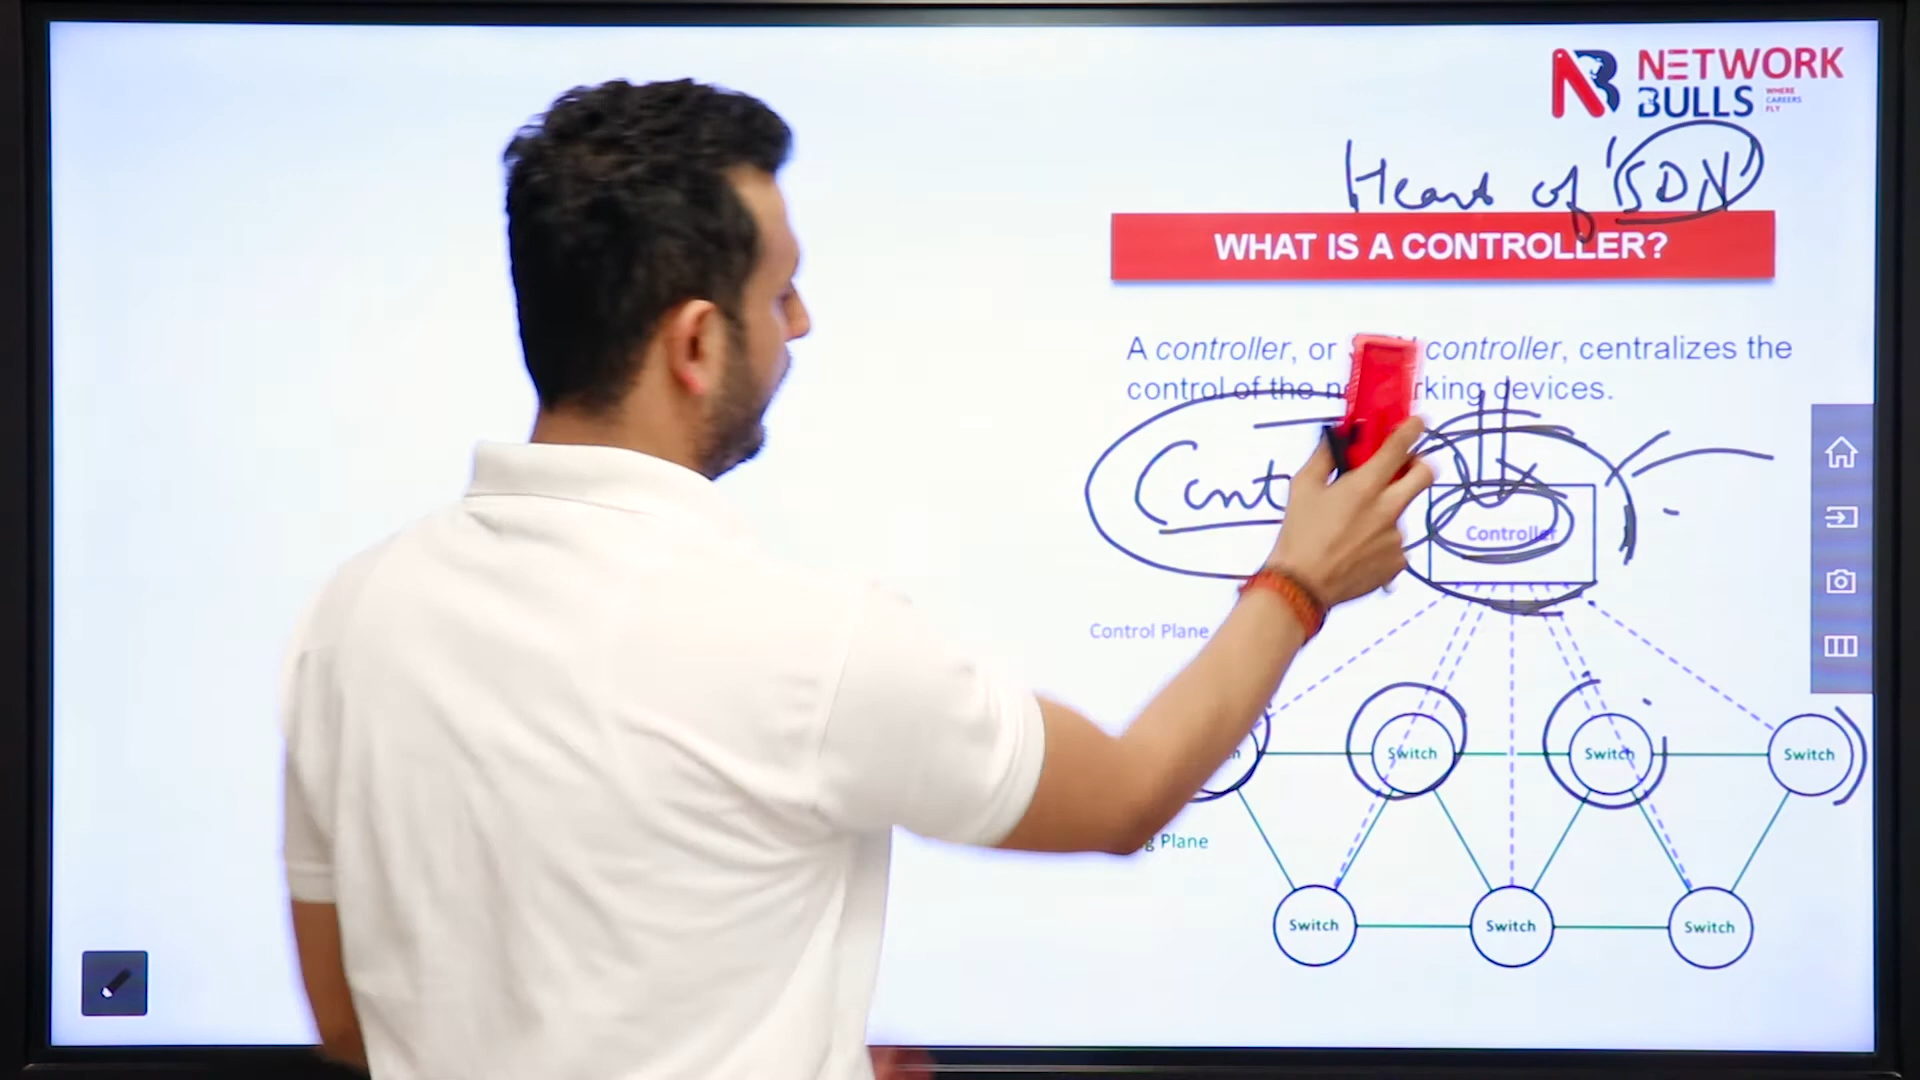 NETWORK
BULLS
WHERE
CAREERS
FLY
Heart of 'SDN'
WHAT IS A CONTROLLER?
A controller, or controller, centralizes the
control of the devices.
Cont
Controller
Control Plane
Switch Switch Switch
Plane
Switch Switch Switch